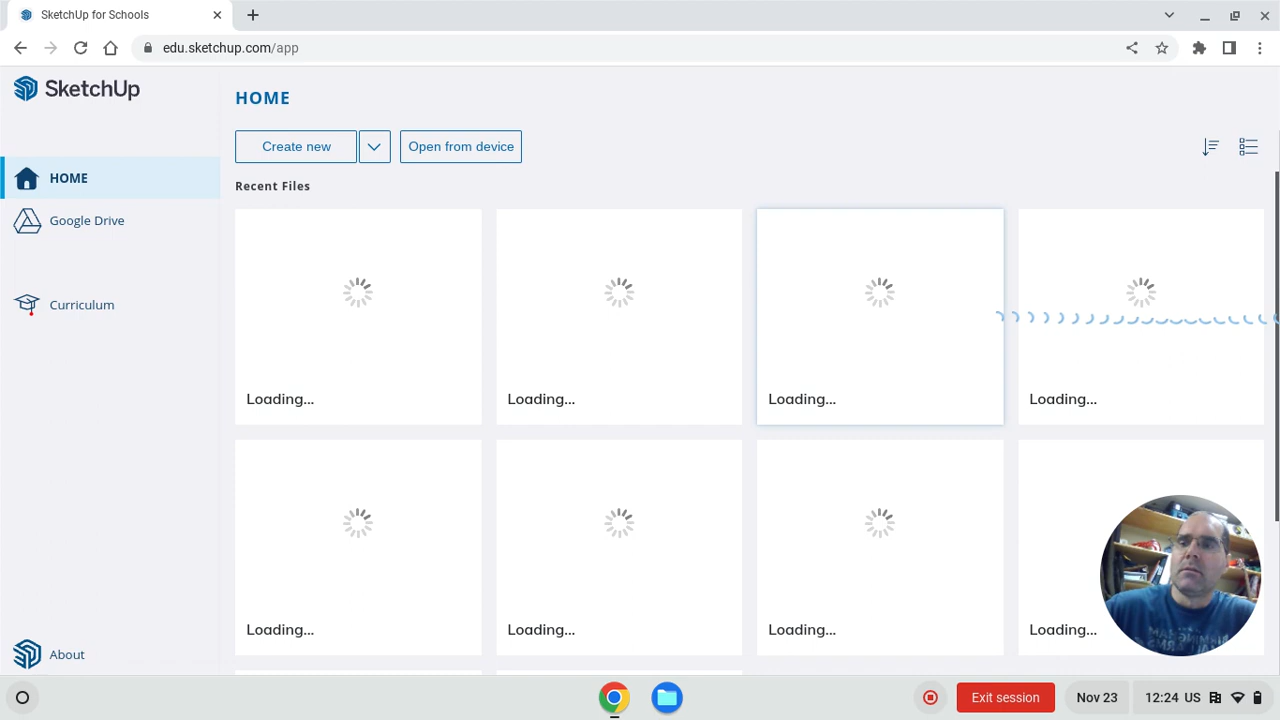 SketchUp for Schools
edu.sketchup.com/app
SketchUp
HOME
Create new
Open from device
HOME
Recent Files
Google Drive
Curriculum
Loading...
Loading...
Loading...
Loading...
Loading...
Loading...
Loading...
Loading...
About
Exit session
Nov 23
12:24 US